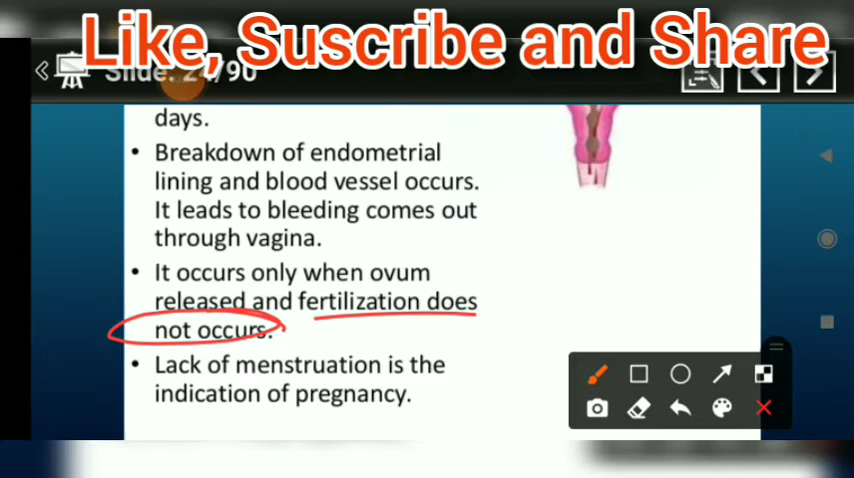 Like, Suscribe and Share
Slide: 21/90
days.
• Breakdown of endometrial
lining and blood vessel occurs.
It leads to bleeding comes out
through vagina.
• It occurs only when ovum
released and fertilization does
not occurs.
• Lack of menstruation is the
indication of pregnancy.